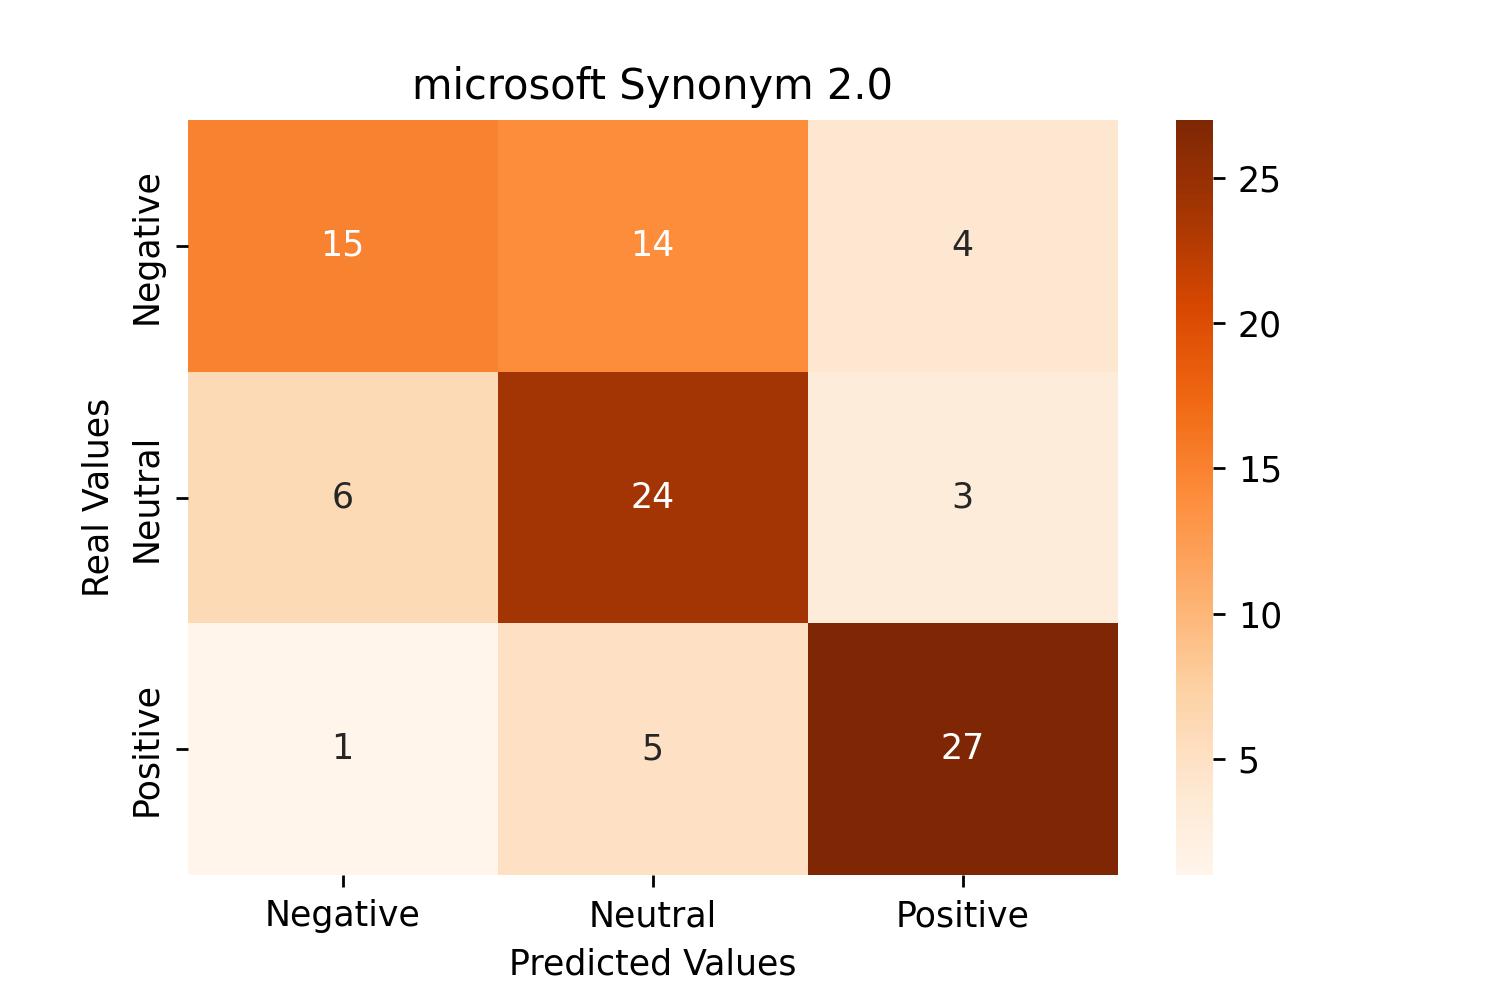 microsoft Synonym 2.0
Real Values
Negative
15 14 4
Neutral
6 24 3
Positive
1 5 27
Negative Neutral Positive
Predicted Values
25
20
15
10
5